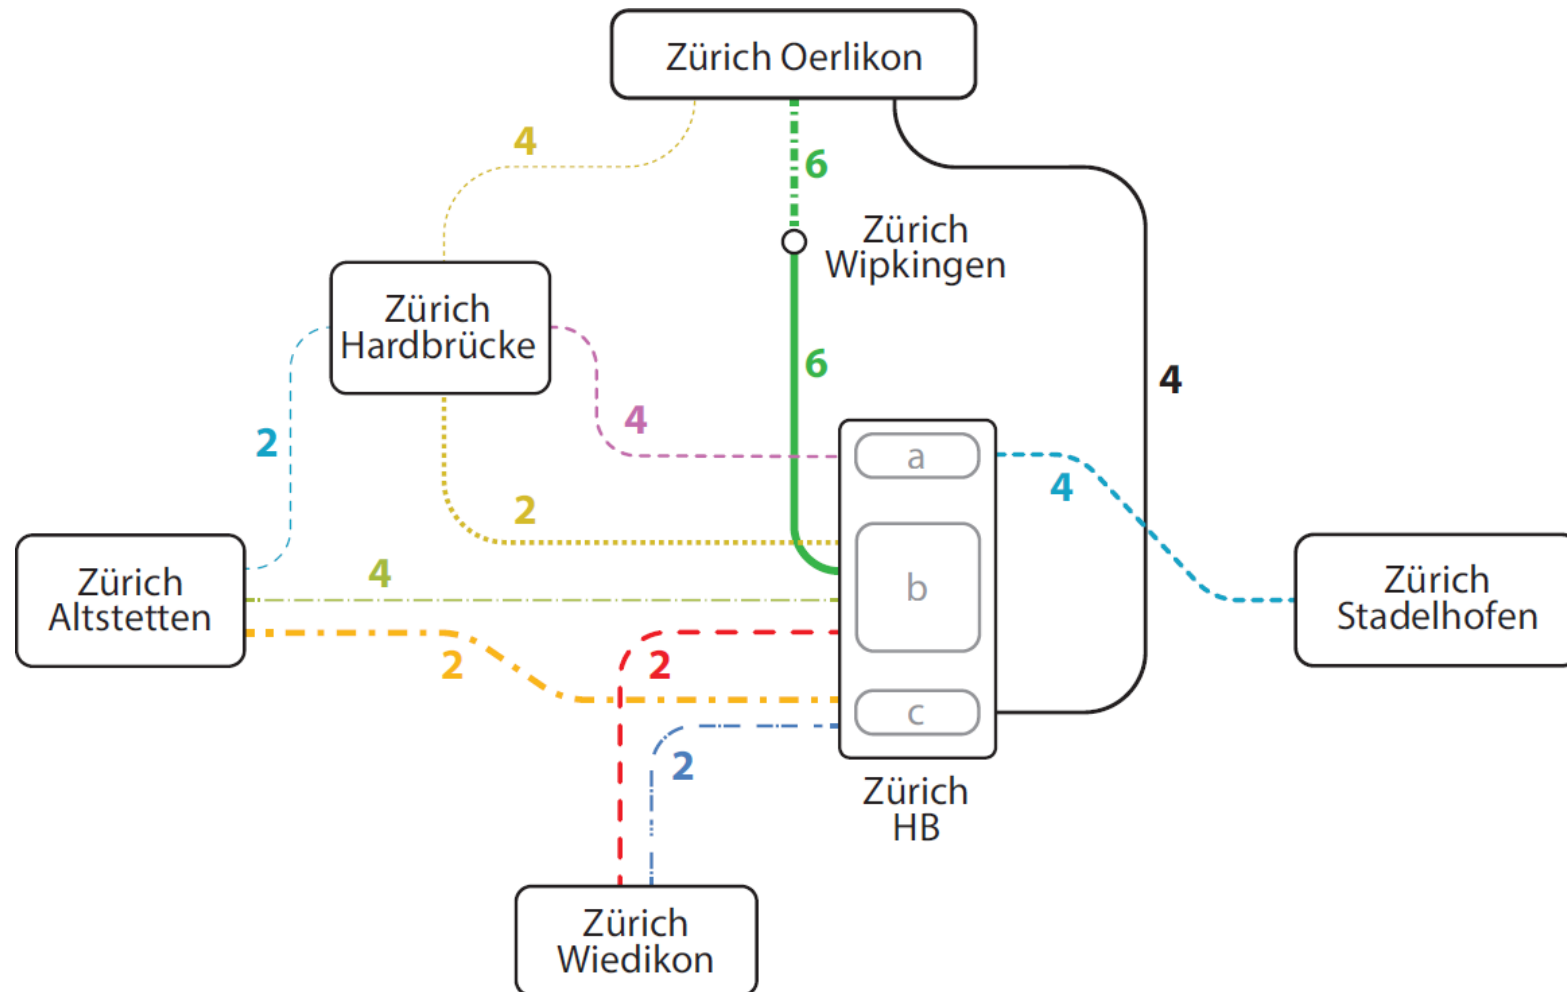 Zürich Oerlikon
4
6
Zürich
Wipkingen
Zürich
Hardbrücke
6
4
4
2
a
4
2
b
Zürich
Altstetten
4
Zürich
Stadelhofen
2
2
c
2
Zürich
HB
Zürich
Wiedikon